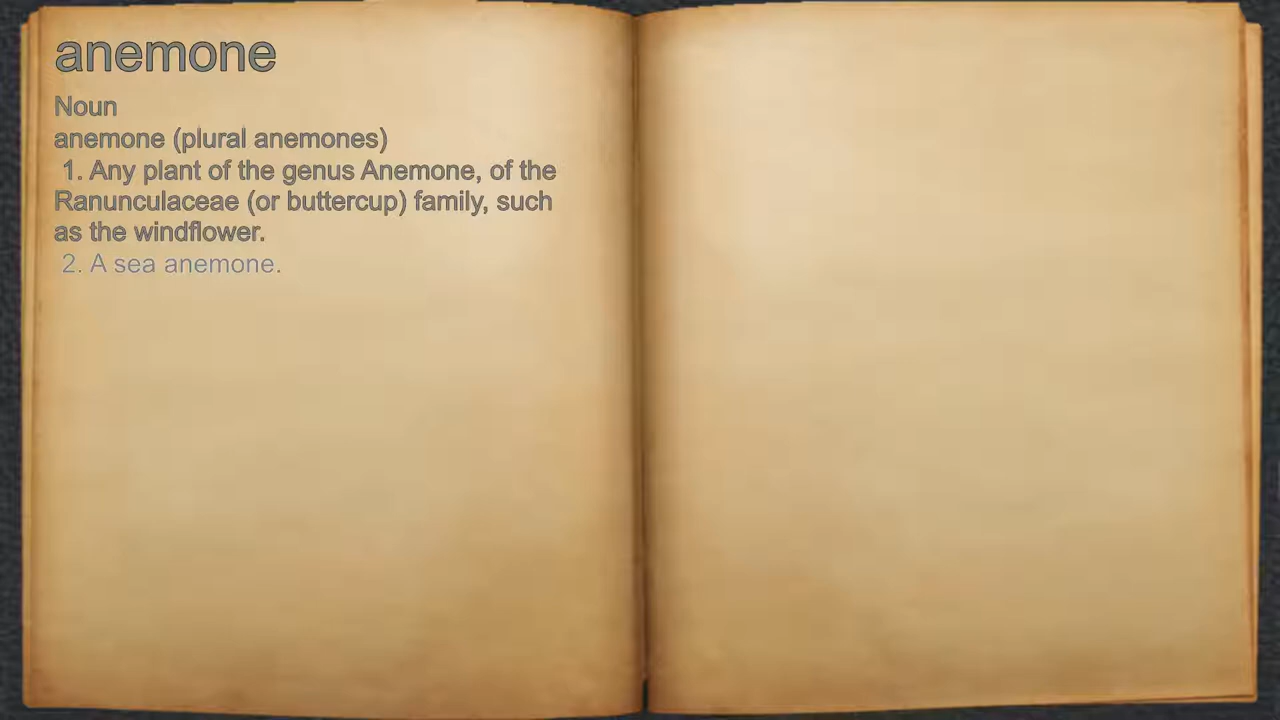 anemone
Noun
anemone (plural anemones)
1. Any plant of the genus Anemone, of the
Ranunculaceae (or buttercup) family, such
as the windflower.
2. A sea anemone.